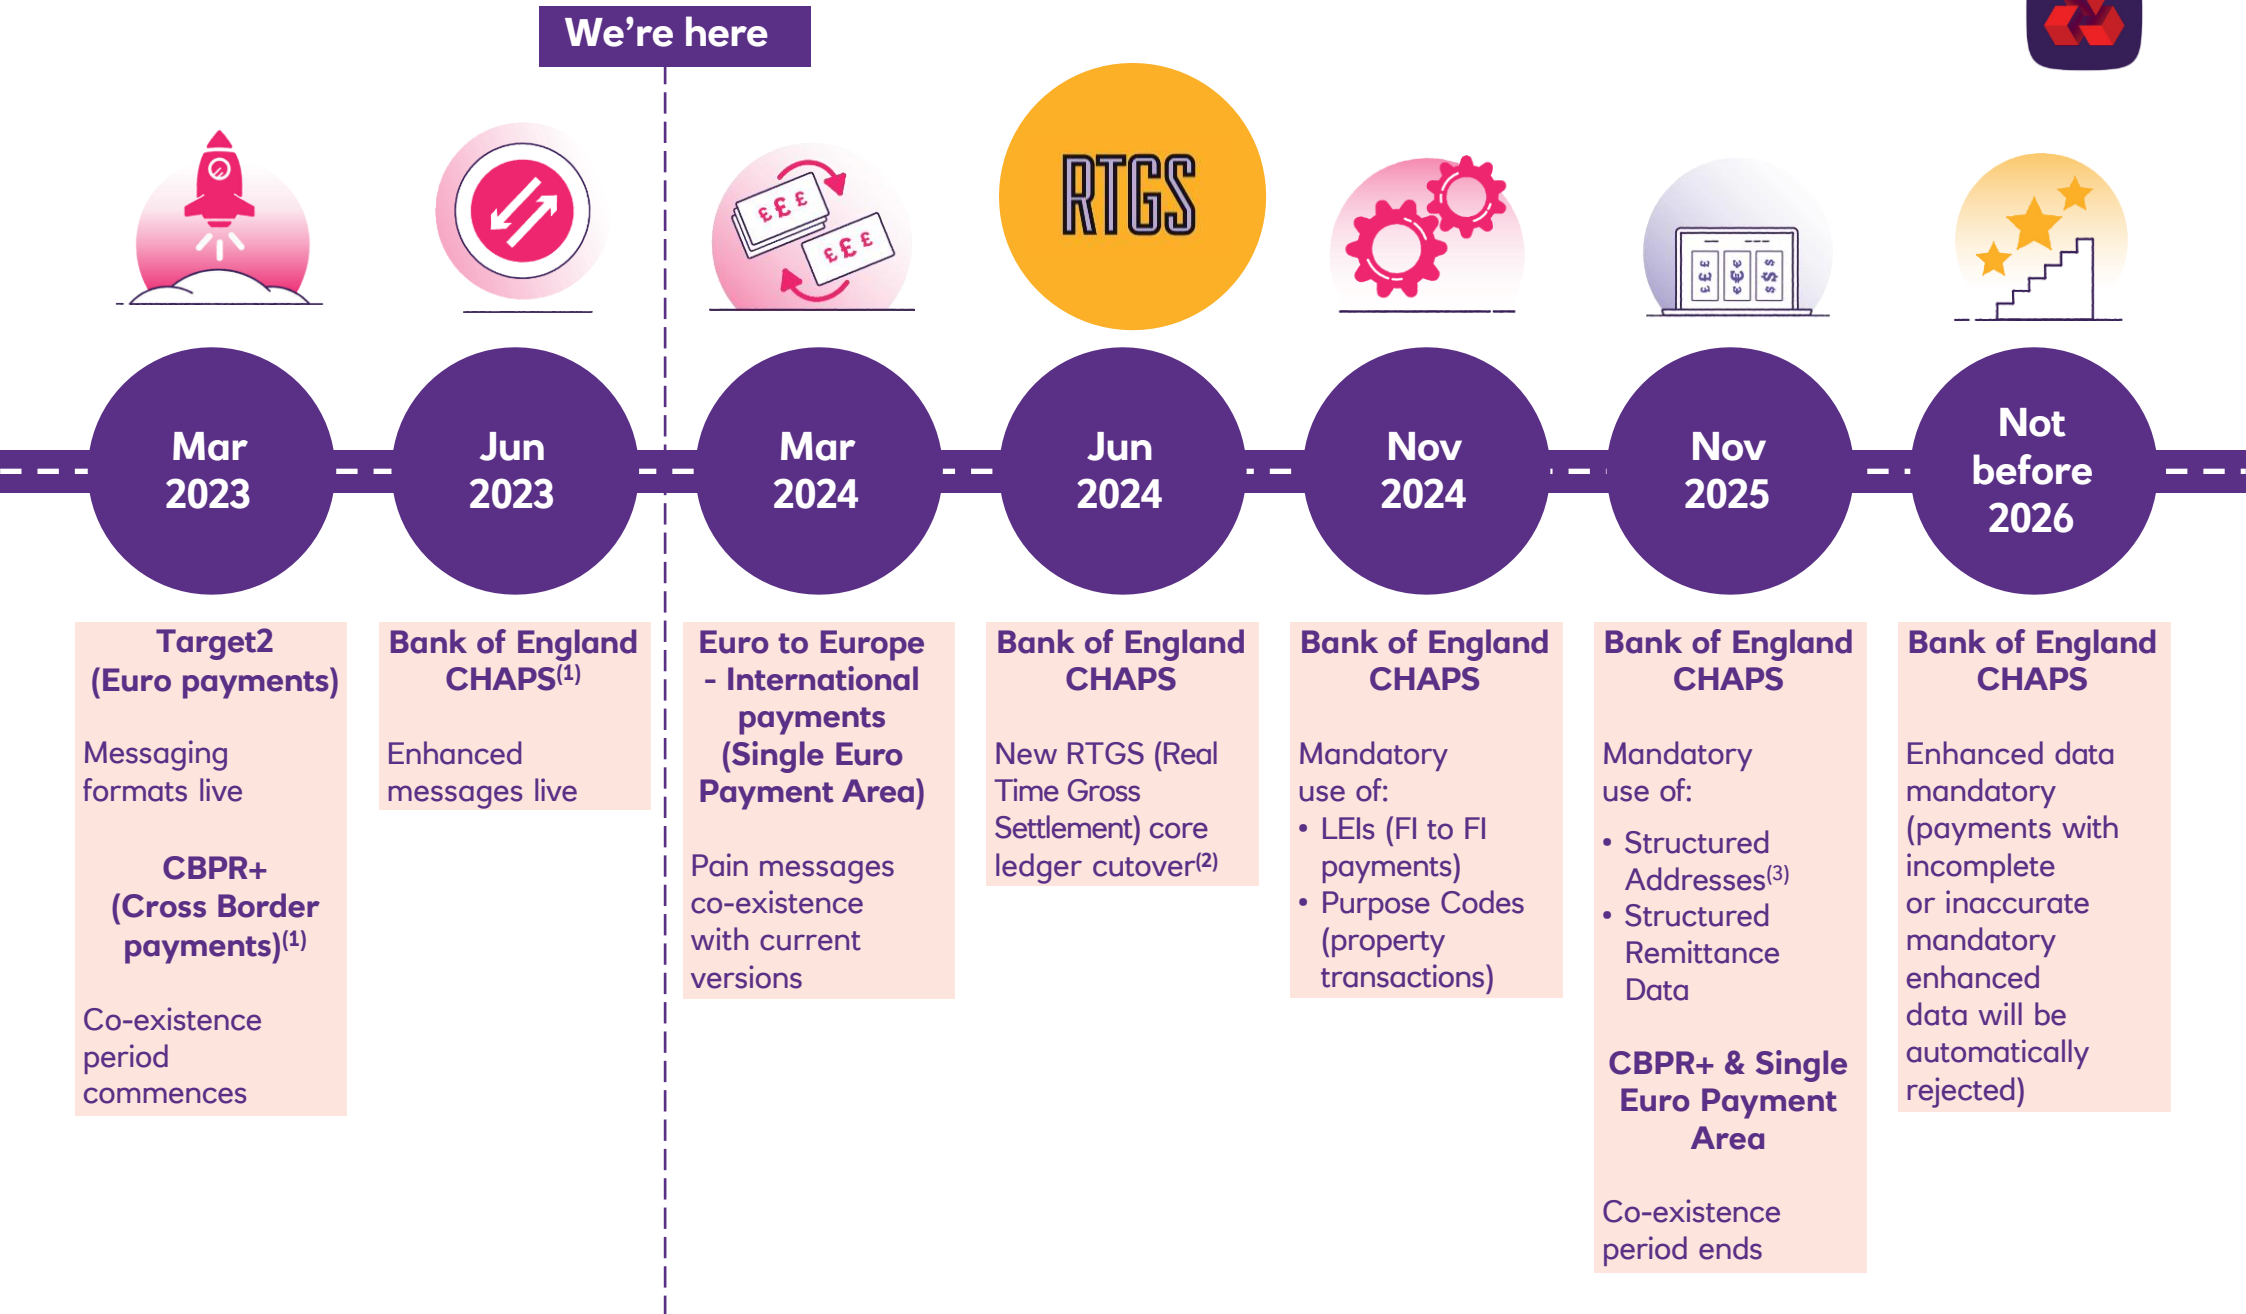 We're here
RTGS
Mar
2023
Jun
2023
Mar
2024
Jun
2024
Nov
2024
Nov
2025
Not
before
2026
Target2
(Euro payments)
Messaging
formats live
CBPR+
(Cross Border
payments)(1)
Co-existence
period
commences
Bank of England
CHAPS(1)
Enhanced
messages live
Euro to Europe
- International
payments
(Single Euro
Payment Area)
Pain messages
co-existence
with current
versions
Bank of England
CHAPS
New RTGS (Real
Time Gross
Settlement) core
ledger cutover(2)
Bank of England
CHAPS
Mandatory
use of:
• LEIs (FI to FI
payments)
• Purpose Codes
(property
transactions)
Bank of England
CHAPS
Mandatory
use of:
• Structured
Addresses(3)
• Structured
Remittance
Data
CBPR+ & Single
Euro Payment
Area
Co-existence
period ends
Bank of England
CHAPS
Enhanced data
mandatory
(payments with
incomplete
or inaccurate
mandatory
enhanced
data will be
automatically
rejected)